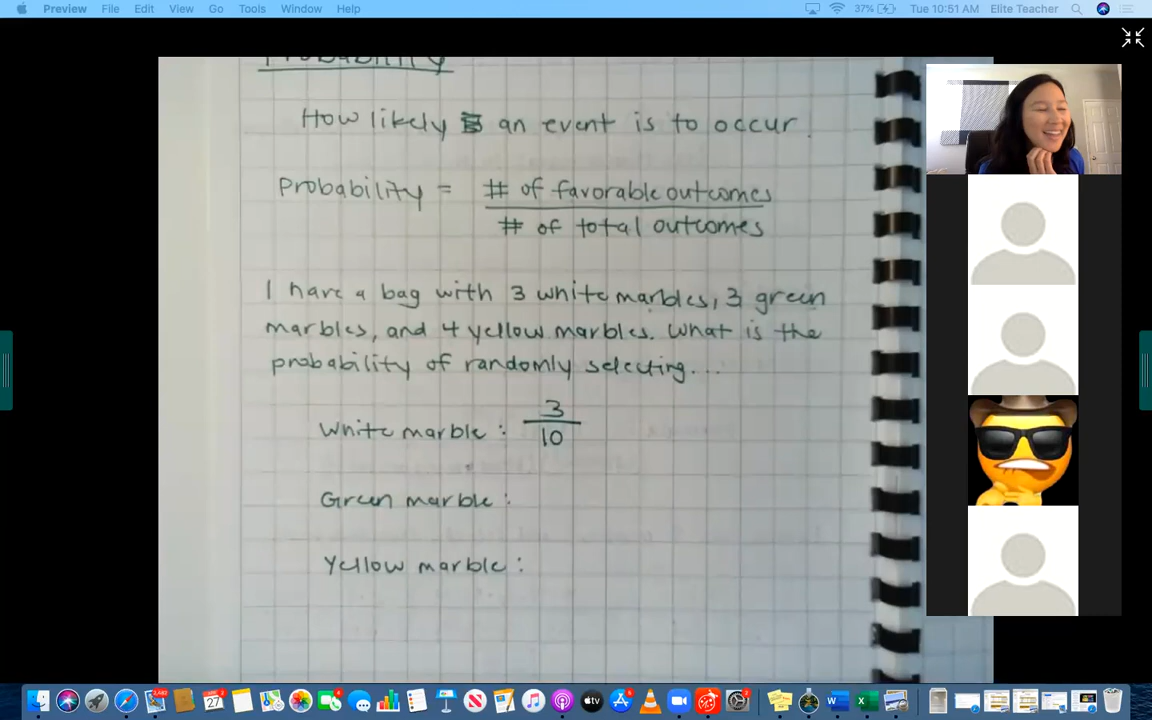 Preview File Edit View Go Tools Window Help 37% Tue 10:51 AM Elite Teacher
Probability
How likely an event is to occur.
Probability = # of favorable outcomes
# of total outcomes
I have a bag with 3 white marbles, 3 green
marbles, and 4 yellow marbles. What is the
probability of randomly selecting...
White marble: 3
10
Green marble:
Yellow marble: